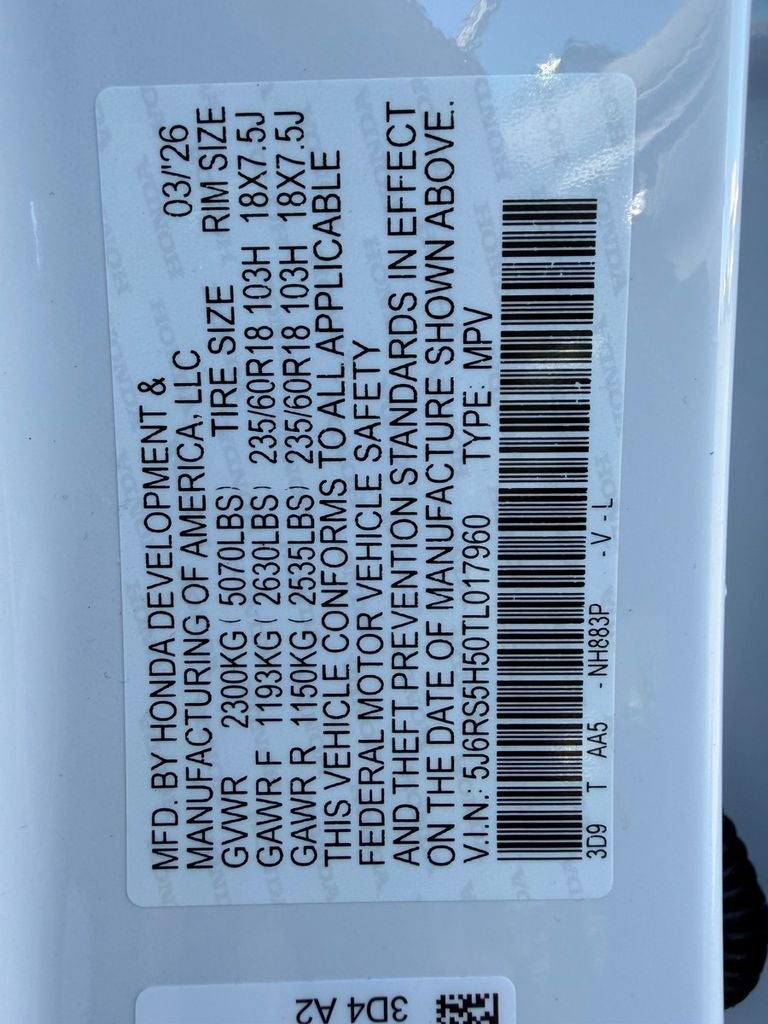 MFD. BY HONDA DEVELOPMENT & 03/'26
MANUFACTURING OF AMERICA, LLC
GVWR 2300KG ( 5070LBS) TIRE SIZE RIM SIZE
GAWR F 1193KG ( 2630LBS) 235/60R18 103H 18X7.5J
GAWR R 1150KG ( 2535LBS) 235/60R18 103H 18X7.5J
THIS VEHICLE CONFORMS TO ALL APPLICABLE
FEDERAL MOTOR VEHICLE SAFETY
AND THEFT PREVENTION STANDARDS IN EFFECT
ON THE DATE OF MANUFACTURE SHOWN ABOVE.
V.I.N.: 5J6RS5H50TL017960 TYPE: MPV
3D9 T AA5 -NH883P -V-L
3D4 A2